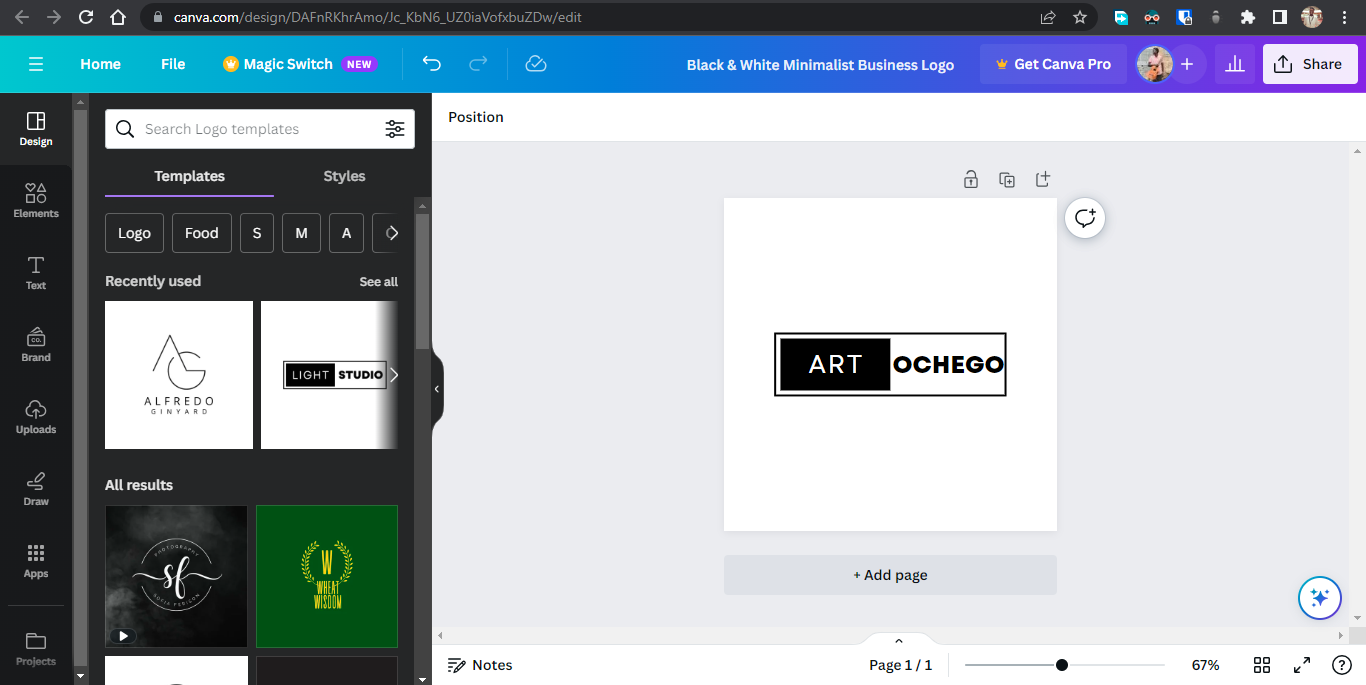 canva.com/design/DAFnRKhrAmo/Jc_KbN6_UZ0iaVofxbuZDw/edit
Home File Magic Switch NEW Black & White Minimalist Business Logo Get Canva Pro + Share
Design
Elements
Text
Brand
CO.
Uploads
Draw
Apps
Projects
Search Logo templates
Templates Styles
Logo Food S M A
Recently used See all
ALFREDO
GINYARD
LIGHT STUDIO
All results
PHOTOGRAPHY
sf
W
WHEAT
WISDOM
Position
ART OCHEGO
+ Add page
Notes Page 1 / 1 67%